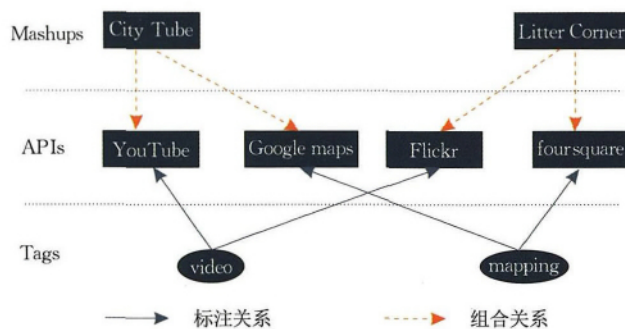 Mashups City Tube Litter Corner
APIs YouTube Google maps Flickr foursquare
Tags video mapping
标注关系 组合关系